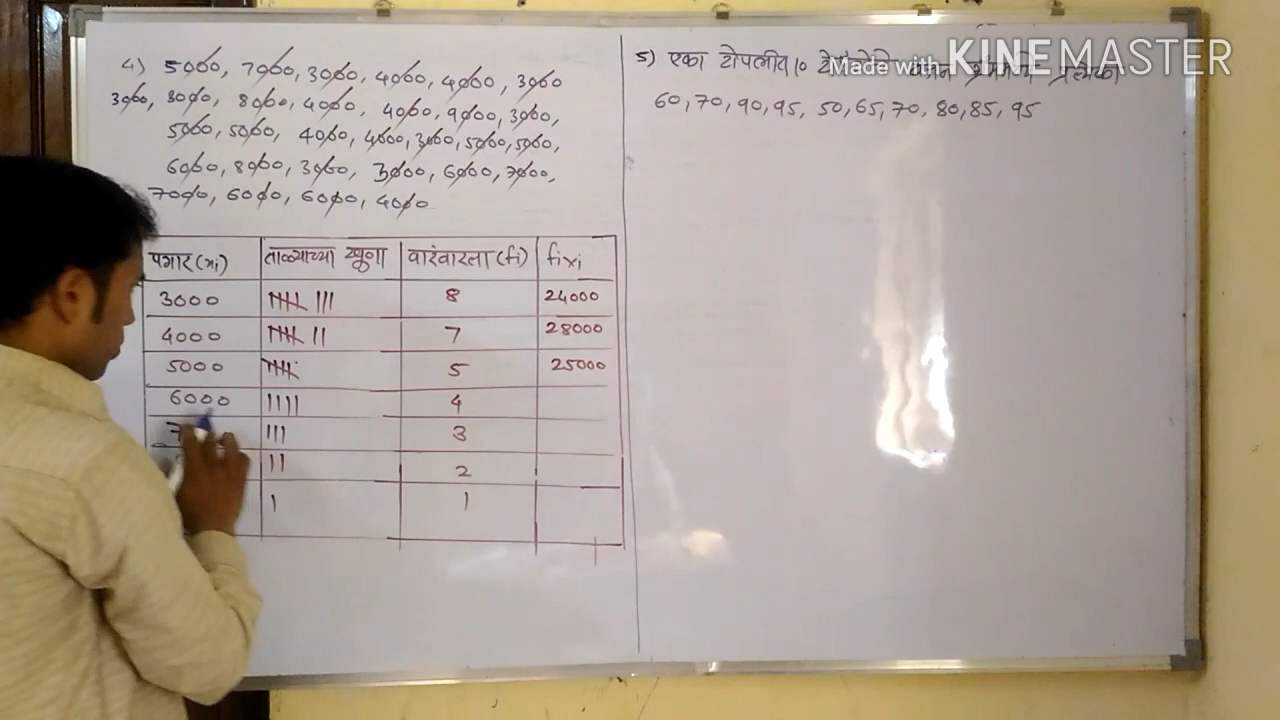 4) 5000, 7000, 3000, 4000, 4000, 3000
3000, 8000, 8000, 4000, 4000, 9000, 3000,
5000, 5000, 4000, 4000, 3000, 5000, 5000,
6000, 8000, 3000, 3000, 6000, 7000,
7000, 6000, 6000, 4000
पगार (xi) ताळ्याच्या खुणा वारंवारता (fi) fixi
3000 |||| ||| 8 24000
4000 |||| || 7 28000
5000 |||| 5 25000
6000 |||| 4
||| 3
|| 2
| 1
5) एका टोपलीत 10
60, 70, 90, 95, 50, 65, 70, 80, 85, 95
Made with KINEMASTER